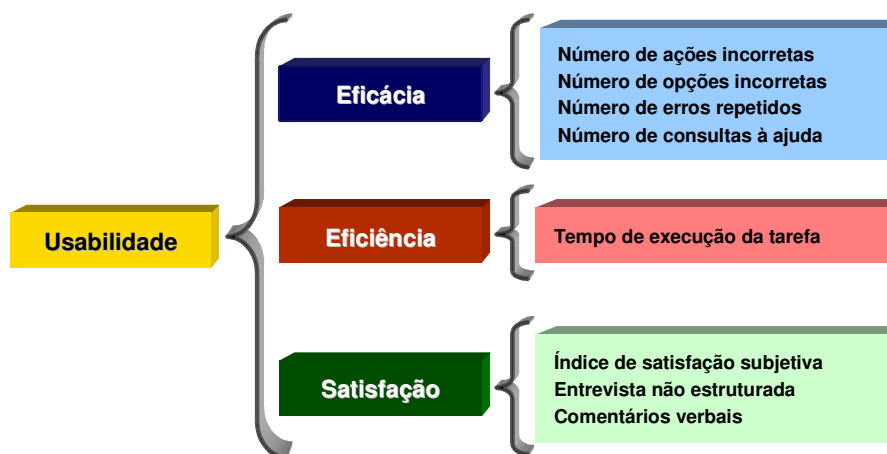 Usabilidade
Eficácia
Número de ações incorretas
Número de opções incorretas
Número de erros repetidos
Número de consultas à ajuda
Eficiência
Tempo de execução da tarefa
Satisfação
Índice de satisfação subjetiva
Entrevista não estruturada
Comentários verbais